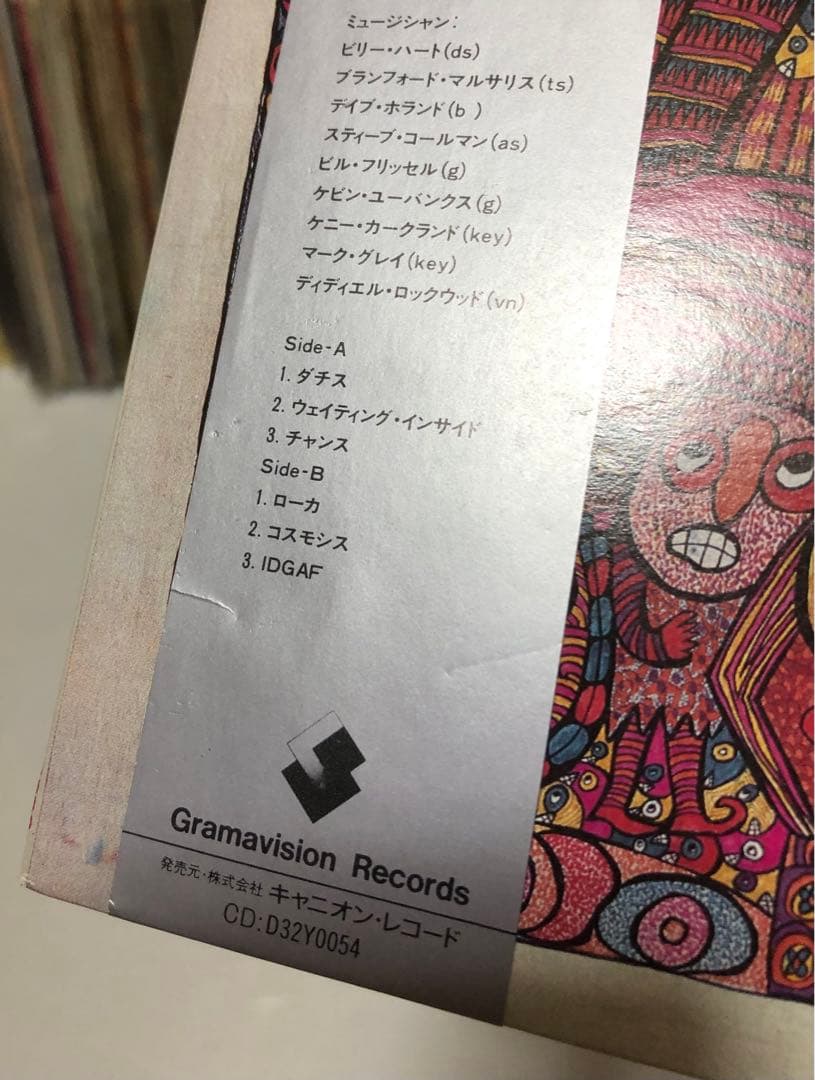 ミュージシャン:
ビリー・ハート(ds)
ブランフォード・マルサリス(ts)
デイブ・ホランド(b )
スティーブ・コールマン(as)
ビル・フリッセル(g)
ケビン・ユーバンクス(g)
ケニー・カークランド(key)
マーク・グレイ(key)
ディディエル・ロックウッド(vn)
Side-A
1. ダチス
2. ウェイティング・インサイド
3. チャンス
Side-B
1. ローカ
2. コスモシス
3. IDGAF
Gramavision Records
発売元・株式会社 キャニオン・レコード
CD:D32Y0054